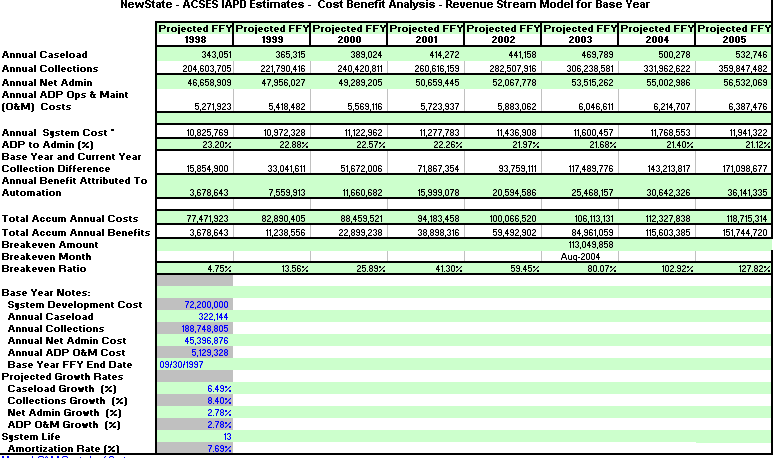 NewState - ACSES IAPD Estimates - Cost Benefit Analysis - Revenue Stream Model for Base Year
Projected FFY Projected FFY Projected FFY Projected FFY Projected FFY Projected FFY Projected FFY Projected FFY
1998 1999 2000 2001 2002 2003 2004 2005
Annual Caseload 343,051 365,315 389,024 414,272 441,158 469,789 500,278 532,746
Annual Collections 204,603,705 221,790,416 240,420,811 260,616,159 282,507,916 306,238,581 331,962,622 359,847,482
Annual Net Admin 46,658,909 47,956,027 49,289,205 50,659,445 52,067,778 53,515,262 55,002,986 56,532,069
Annual ADP Ops & Maint
(O&M) Costs 5,271,923 5,418,482 5,569,116 5,723,937 5,883,062 6,046,611 6,214,707 6,387,476
Annual System Cost * 10,825,769 10,972,328 11,122,962 11,277,783 11,436,908 11,600,457 11,768,553 11,941,322
ADP to Admin (%) 23.20% 22.88% 22.57% 22.26% 21.97% 21.68% 21.40% 21.12%
Base Year and Current Year
Collection Difference 15,854,900 33,041,611 51,672,006 71,867,354 93,759,111 117,489,776 143,213,817 171,098,677
Annual Benefit Attributed To
Automation 3,678,643 7,559,913 11,660,682 15,999,078 20,594,586 25,468,157 30,642,326 36,141,335
Total Accum Annual Costs 77,471,923 82,890,405 88,459,521 94,183,458 100,066,520 106,113,131 112,327,838 118,715,314
Total Accum Annual Benefits 3,678,643 11,238,556 22,899,238 38,898,316 59,492,902 84,961,059 115,603,385 151,744,720
Breakeven Amount 113,049,858
Breakeven Month Aug-2004
Breakeven Ratio 4.75% 13.56% 25.89% 41.30% 59.45% 80.07% 102.92% 127.82%
Base Year Notes:
System Development Cost 72,200,000
Annual Caseload 322,144
Annual Collections 188,748,805
Annual Net Admin Cost 45,396,876
Annual ADP O&M Cost 5,129,328
Base Year FFY End Date 09/30/1997
Projected Growth Rates
Caseload Growth (%) 6.49%
Collections Growth (%) 8.40%
Net Admin Growth (%) 2.78%
ADP O&M Growth (%) 2.78%
System Life 13
Amortization Rate (%) 7.69%